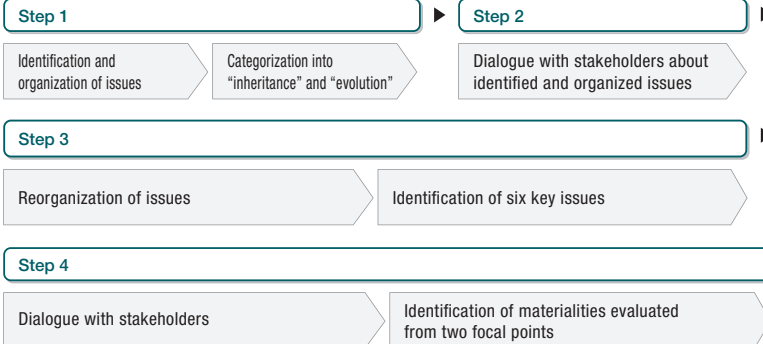 Step 1
Step 2
Identification and
organization of issues
Categorization into
“inheritance” and “evolution”
Dialogue with stakeholders about
identified and organized issues
Step 3
Reorganization of issues
Identification of six key issues
Step 4
Dialogue with stakeholders
Identification of materialities evaluated
from two focal points